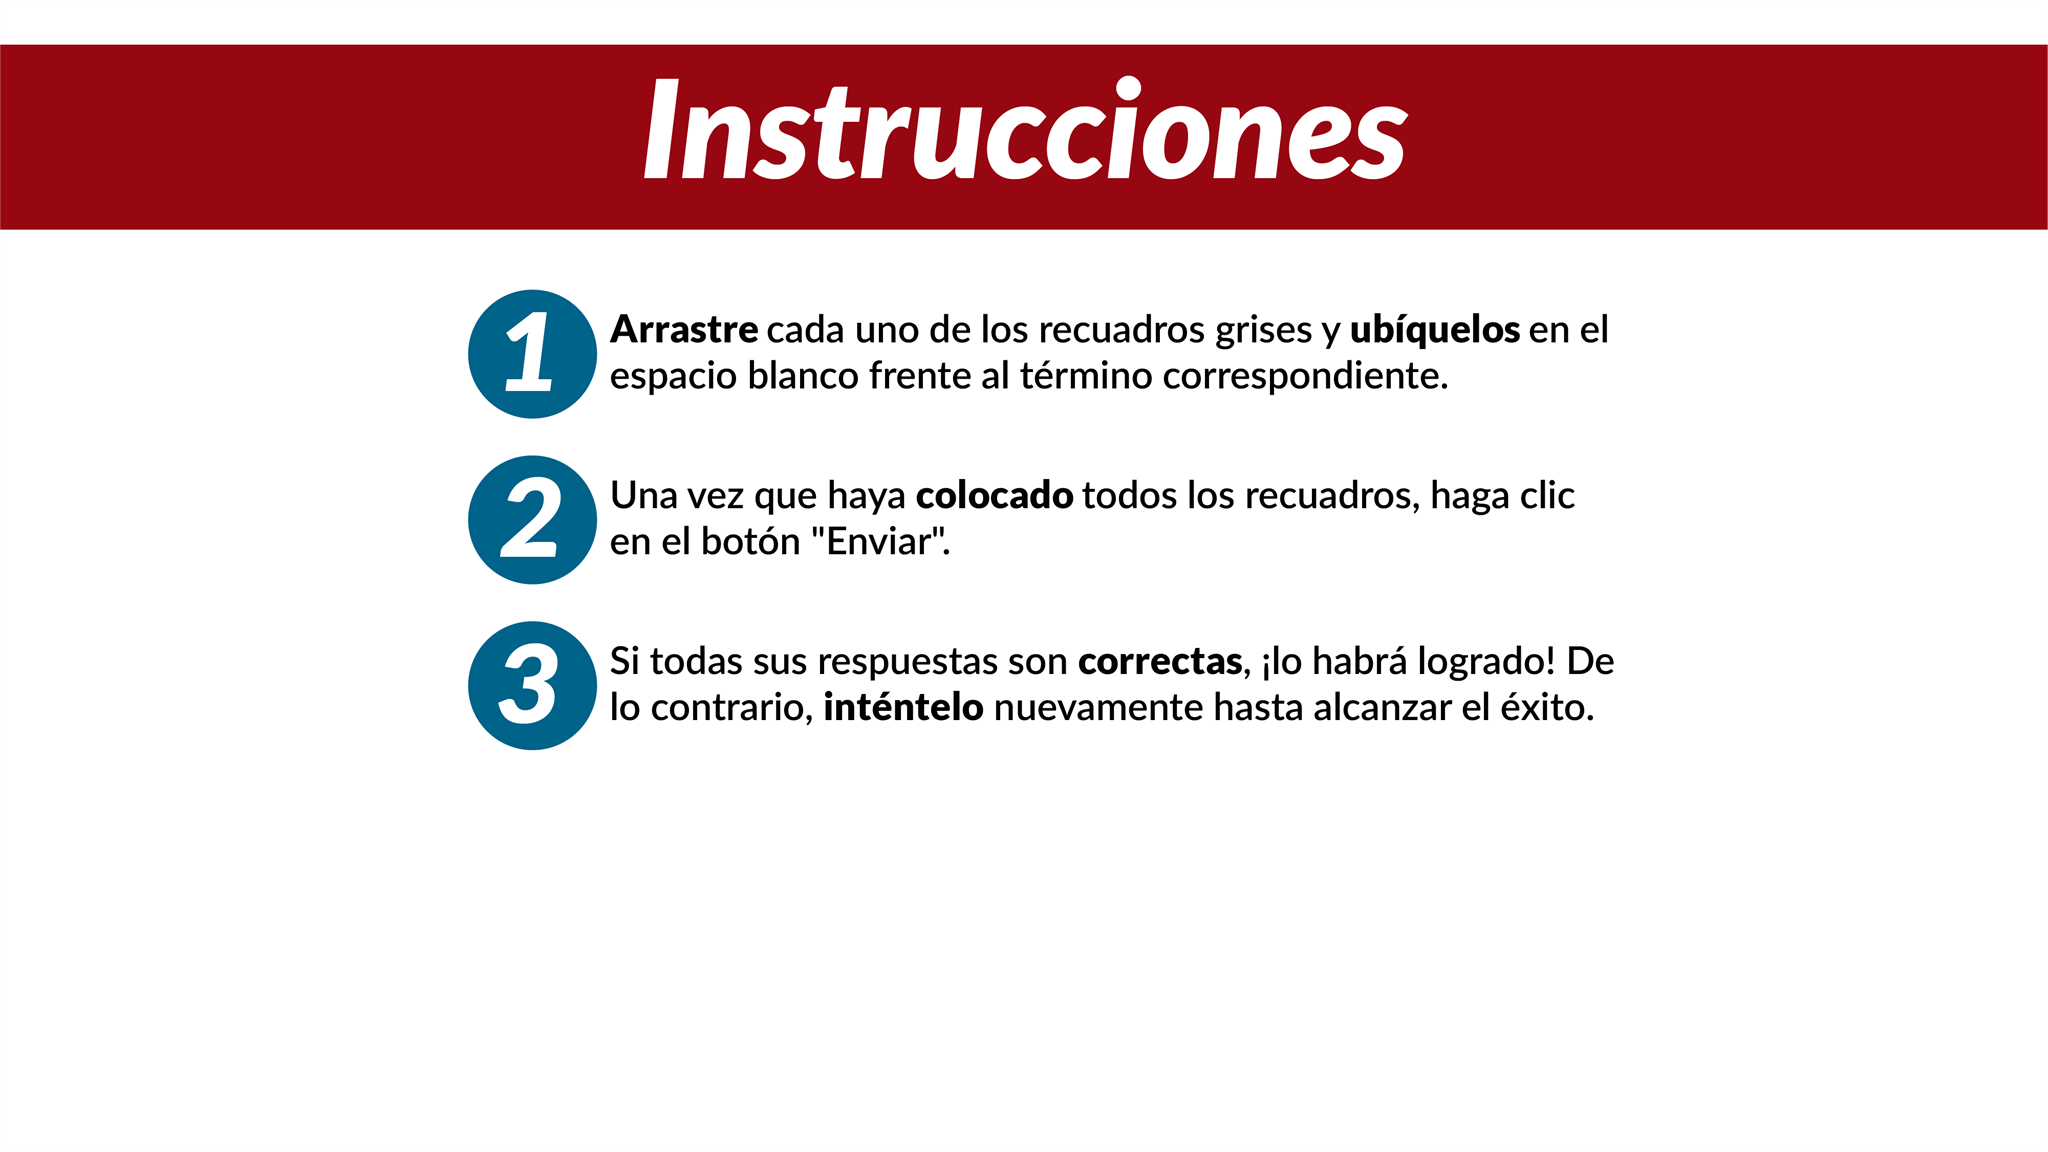 Instrucciones
1
Arrastre cada uno de los recuadros grises y ubíquelos en el
espacio blanco frente al término correspondiente.
2
Una vez que haya colocado todos los recuadros, haga clic
en el botón "Enviar".
3
Si todas sus respuestas son correctas, ¡lo habrá logrado! De
lo contrario, inténtelo nuevamente hasta alcanzar el éxito.